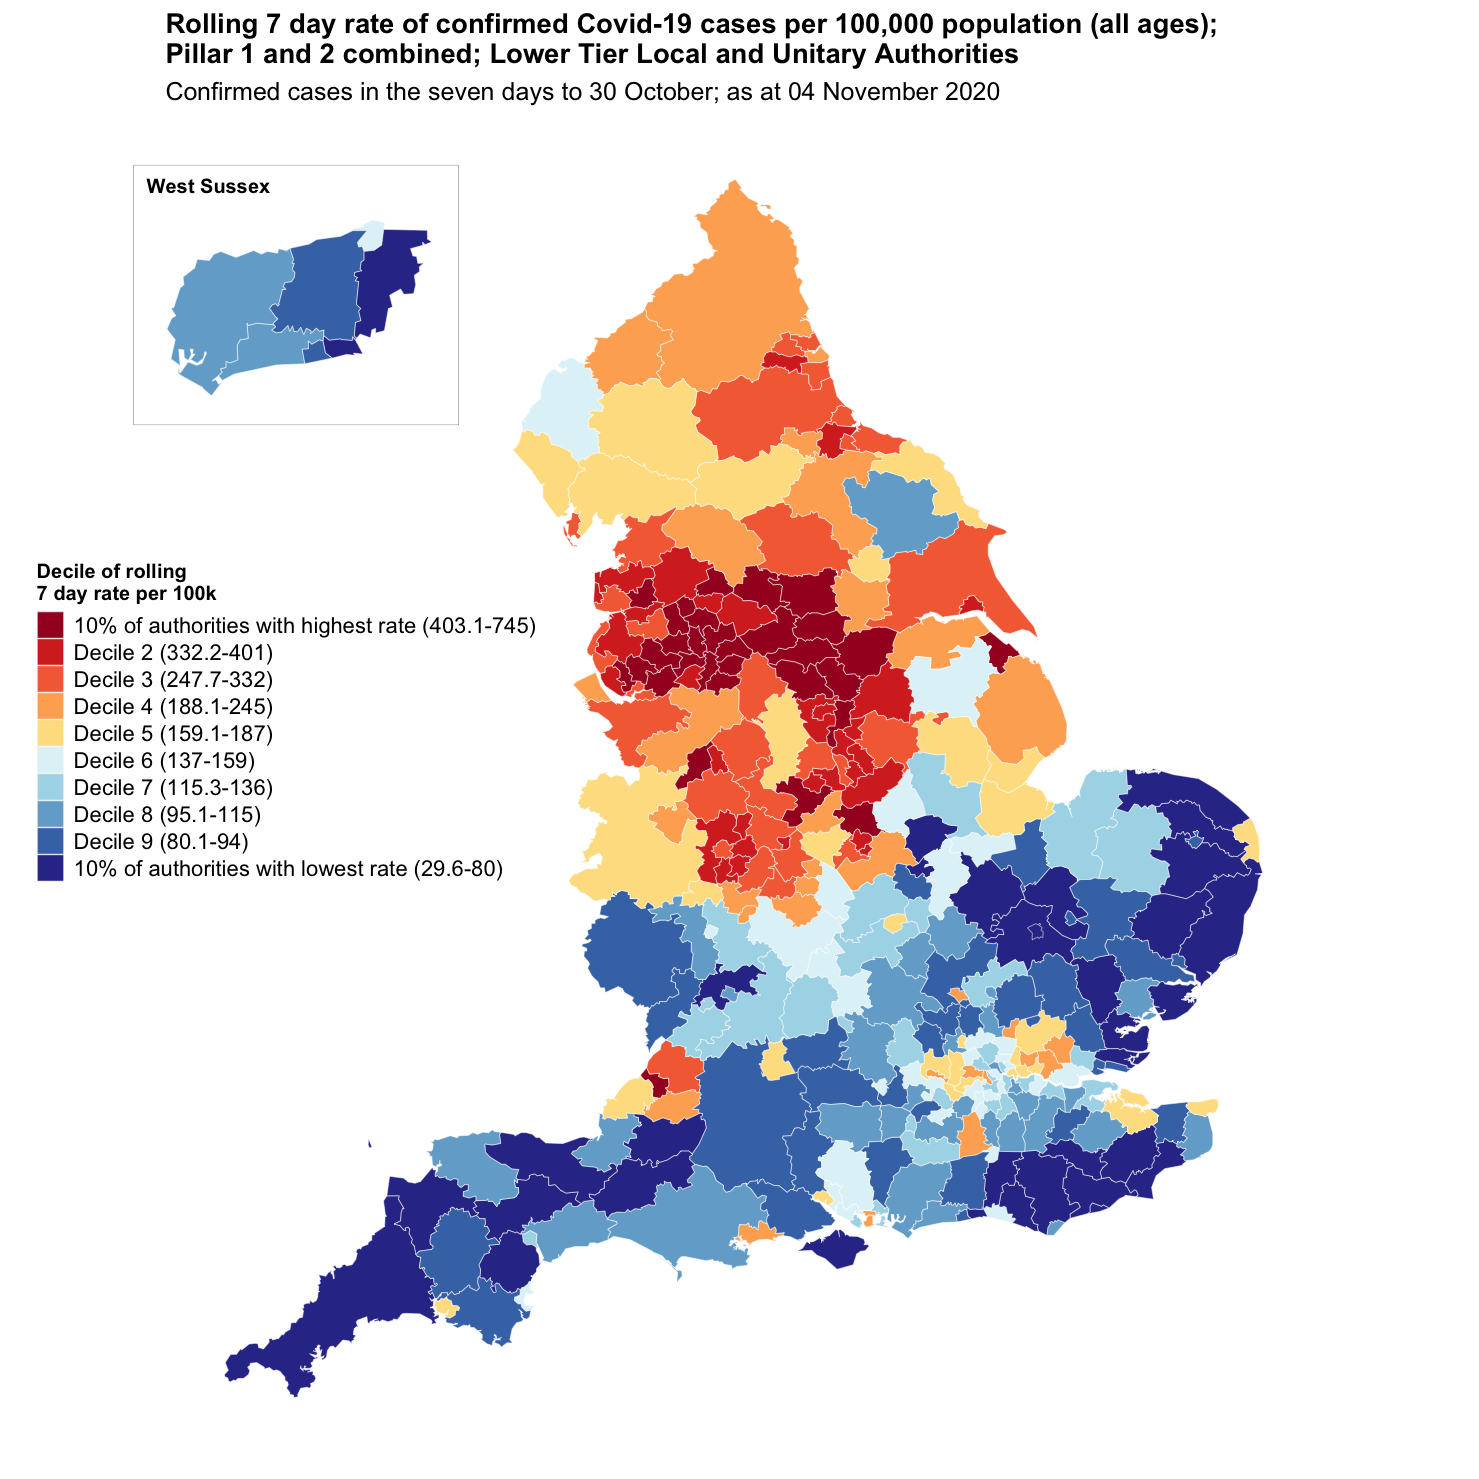 Rolling 7 day rate of confirmed Covid-19 cases per 100,000 population (all ages);
Pillar 1 and 2 combined; Lower Tier Local and Unitary Authorities
Confirmed cases in the seven days to 30 October; as at 04 November 2020
West Sussex
Decile of rolling
7 day rate per 100k
10% of authorities with highest rate (403.1-745)
Decile 2 (332.2-401)
Decile 3 (247.7-332)
Decile 4 (188.1-245)
Decile 5 (159.1-187)
Decile 6 (137-159)
Decile 7 (115.3-136)
Decile 8 (95.1-115)
Decile 9 (80.1-94)
10% of authorities with lowest rate (29.6-80)